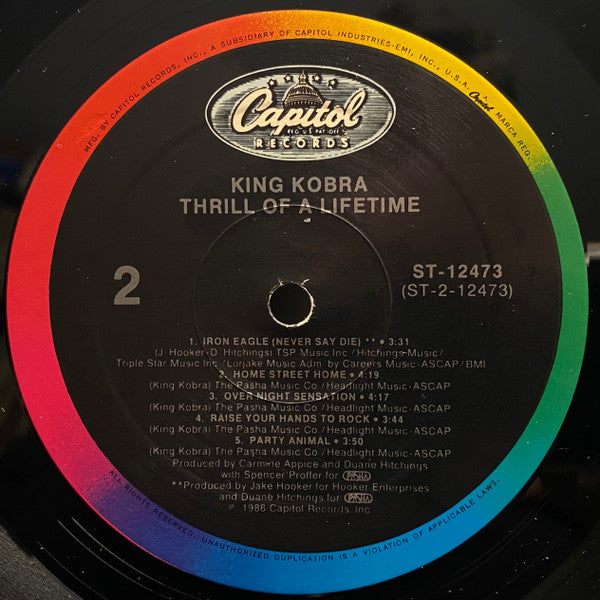 MFG. BY CAPITOL RECORDS, INC., A SUBSIDIARY OF CAPITOL INDUSTRIES-EMI, INC., U.S.A. Capitol MARCA REG.
Capitol
REG. U.S. PAT. OFF.
RECORDS
KING KOBRA
THRILL OF A LIFETIME
2
ST-12473
(ST-2-12473)
1. IRON EAGLE (NEVER SAY DIE) ** • 3:31
(J. Hooker-D. Hitchings) TSP Music Inc./Hitchings Music/
Triple Star Music Inc./Lorjake Music Adm. by Careers Music-ASCAP/BMI
2. HOME STREET HOME • 4:19
(King Kobra) The Pasha Music Co./Headlight Music-ASCAP
3. OVER NIGHT SENSATION • 4:17
(King Kobra) The Pasha Music Co./Headlight Music-ASCAP
4. RAISE YOUR HANDS TO ROCK • 3:44
(King Kobra) The Pasha Music Co./Headlight Music-ASCAP
5. PARTY ANIMAL • 3:50
(King Kobra) The Pasha Music Co./Headlight Music-ASCAP
Produced by Carmine Appice and Duane Hitchings
with Spencer Proffer for PASHA
**Produced by Jake Hooker for Hooker Enterprises
and Duane Hitchings for PASHA
℗ 1986 Capitol Records Inc.
ALL RIGHTS RESERVED. UNAUTHORIZED DUPLICATION IS A VIOLATION OF APPLICABLE LAWS.